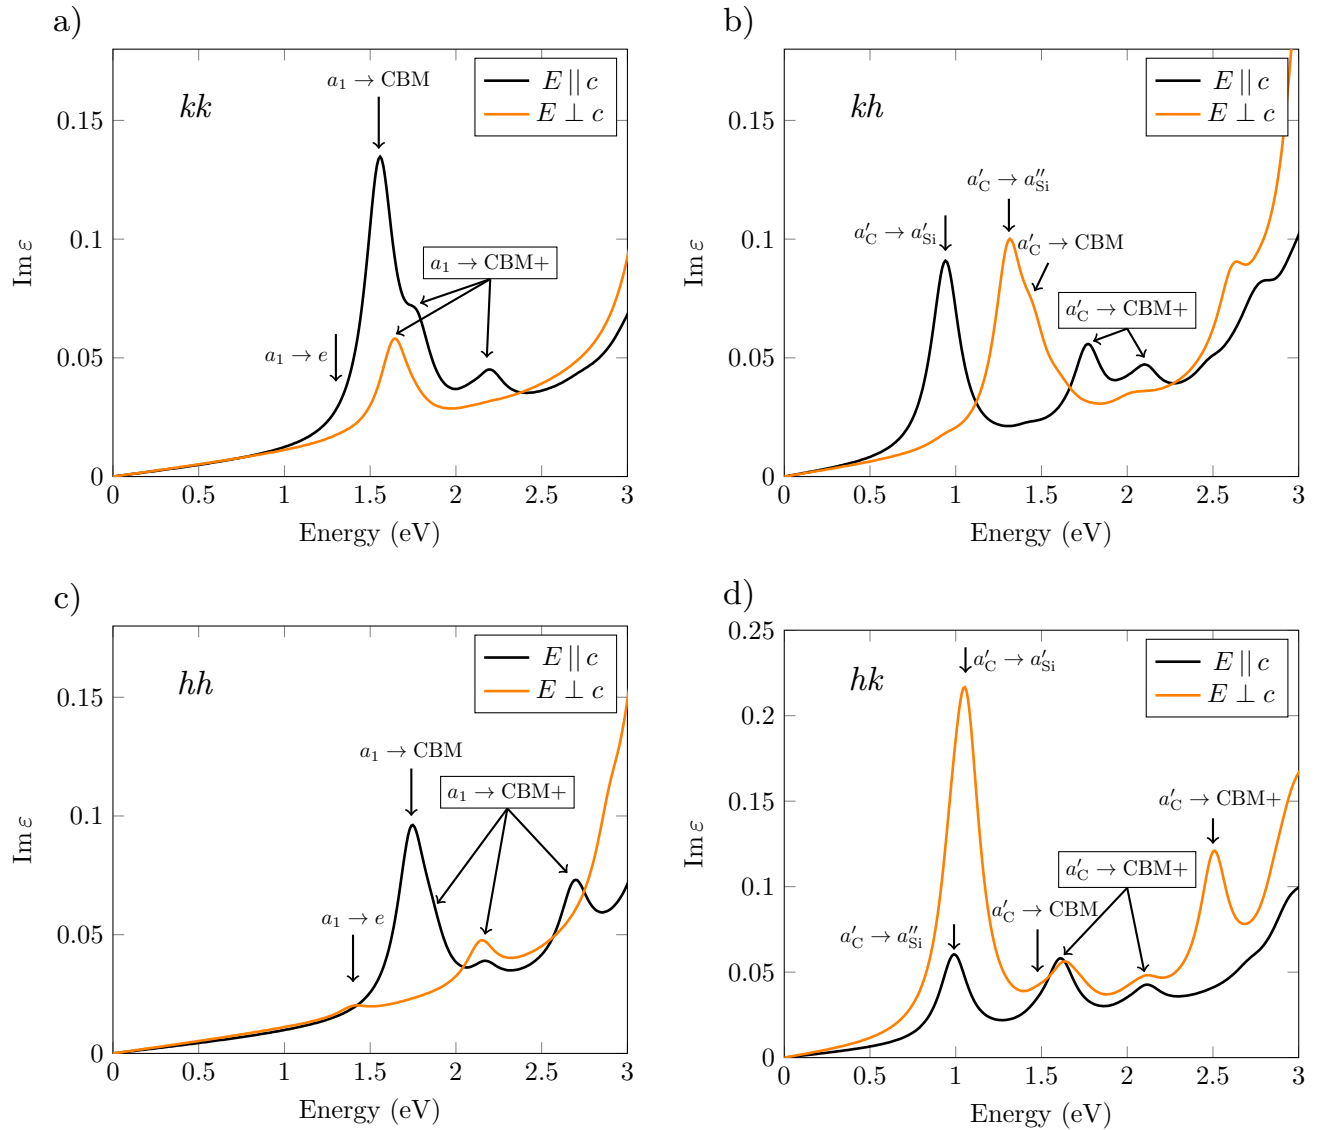 a)
kk
a₁ → CBM
E || c
E ⊥ c
a₁ → CBM+
a₁ → e
Im ε
0
0.05
0.1
0.15
0
0.5
1
1.5
2
2.5
3
Energy (eV)
b)
kh
E || c
E ⊥ c
a′C → a″Si
a′C → a′Si
a′C → CBM
a′C → CBM+
Im ε
0
0.05
0.1
0.15
0
0.5
1
1.5
2
2.5
3
Energy (eV)
c)
hh
E || c
E ⊥ c
a₁ → CBM
a₁ → CBM+
a₁ → e
Im ε
0
0.05
0.1
0.15
0
0.5
1
1.5
2
2.5
3
Energy (eV)
d)
hk
E || c
E ⊥ c
a′C → a′Si
a′C → CBM+
a′C → CBM+
a′C → CBM
a′C → a″Si
Im ε
0
0.05
0.1
0.15
0.2
0.25
0
0.5
1
1.5
2
2.5
3
Energy (eV)